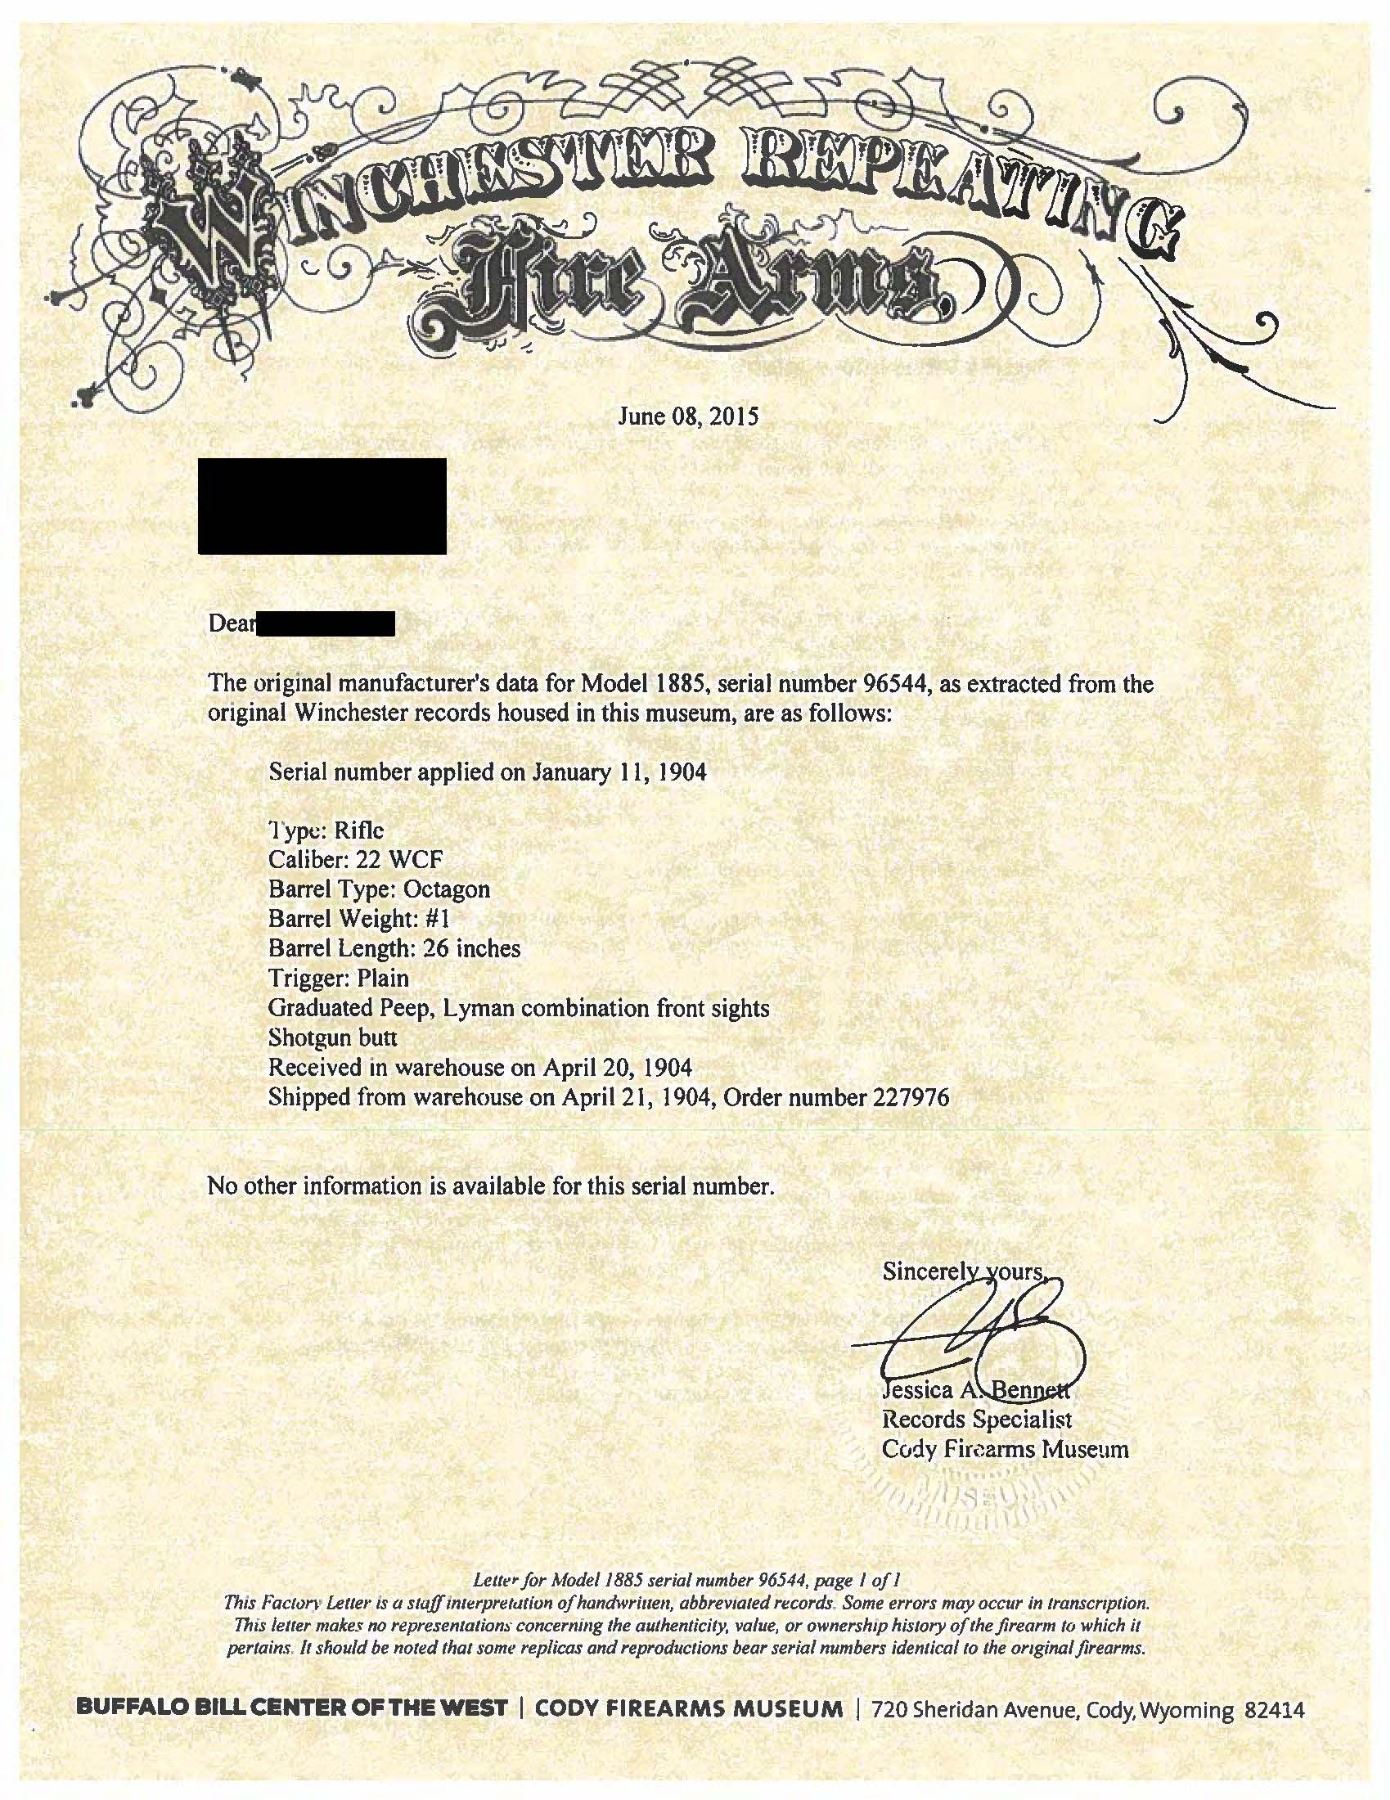 WINCHESTER REPEATING
Fire Arms,
June 08, 2015
Dear
The original manufacturer's data for Model 1885, serial number 96544, as extracted from the
original Winchester records housed in this museum, are as follows:
Serial number applied on January 11, 1904
Type: Rifle
Caliber: 22 WCF
Barrel Type: Octagon
Barrel Weight: #1
Barrel Length: 26 inches
Trigger: Plain
Graduated Peep, Lyman combination front sights
Shotgun butt
Received in warehouse on April 20, 1904
Shipped from warehouse on April 21, 1904, Order number 227976
No other information is available for this serial number.
Sincerely yours,
Jessica A. Bennett
Records Specialist
Cody Firearms Museum
MUSEUM
Letter for Model 1885 serial number 96544, page 1 of 1
This Factory Letter is a staff interpretation of handwritten, abbreviated records. Some errors may occur in transcription.
This letter makes no representations concerning the authenticity, value, or ownership history of the firearm to which it
pertains. It should be noted that some replicas and reproductions bear serial numbers identical to the original firearms.
BUFFALO BILL CENTER OF THE WEST | CODY FIREARMS MUSEUM | 720 Sheridan Avenue, Cody, Wyoming 82414